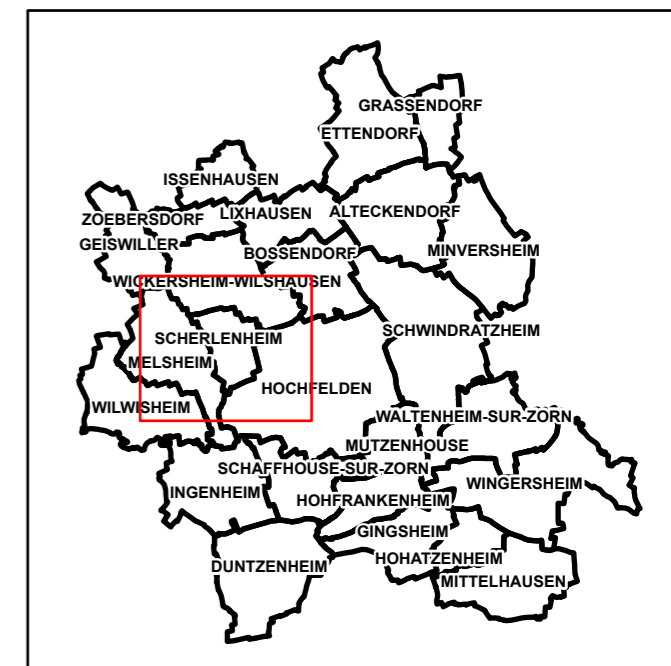 GRASSENDORF
ETTENDORF
ISSENHAUSEN
ZOEBERSDORF
LIXHAUSEN
ALTECKENDORF
GEISWILLER
BOSSENDORF
MINVERSHEIM
WICKERSHEIM-WILSHAUSEN
SCHERLENHEIM
SCHWINDRATZHEIM
MELSHEIM
HOCHFELDEN
WILWISHEIM
WALTENHEIM-SUR-ZORN
MUTZENHOUSE
SCHAFFHOUSE-SUR-ZORN
INGENHEIM
HOHFRANKENHEIM
WINGERSHEIM
GINGSHEIM
DUNTZENHEIM
HOHATZENHEIM
MITTELHAUSEN